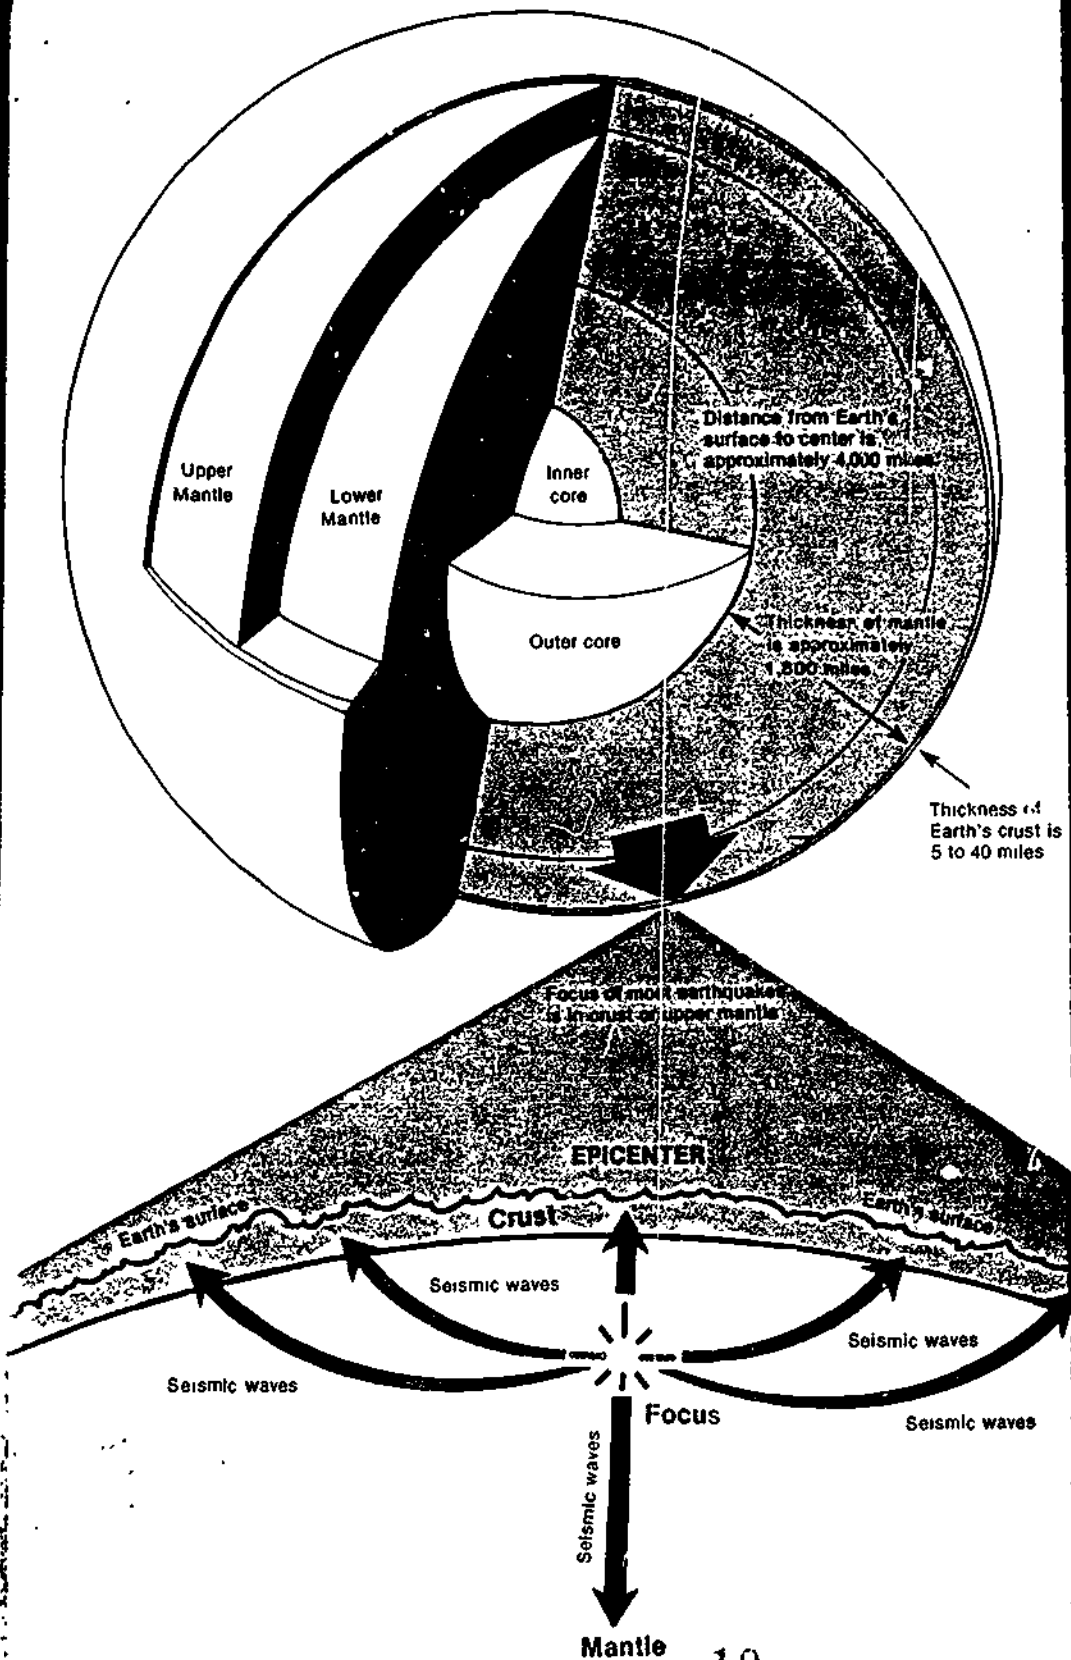 Distance from Earth's
surface to center is
approximately 4,000 miles.
Upper
Mantle
Lower
Mantle
Inner
core
Outer core
Thickness of mantle
is approximately
1,800 miles
Thickness of
Earth's crust is
5 to 40 miles
Focus of most earthquakes
is in crust or upper mantle
EPICENTER
Earth's surface
Crust
Earth's surface
Seismic waves
Seismic waves
Seismic waves
Focus
Seismic waves
Seismic waves
Mantle